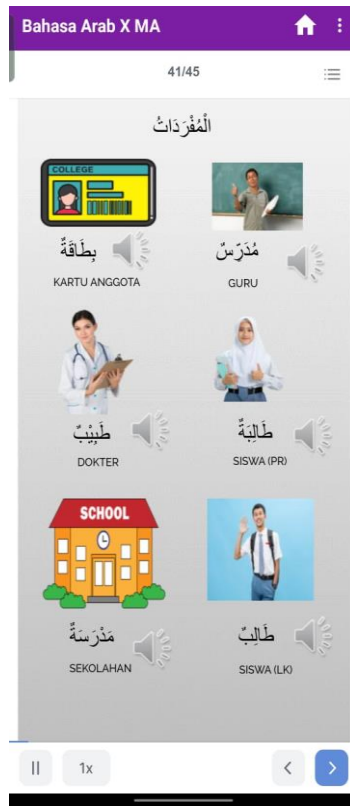 Bahasa Arab X MA
41/45
الْمُفْرَدَاتُ
COLLEGE
مُدَرِّسٌ
بِطَاقَةٌ
GURU
KARTU ANGGOTA
طَالِبَةٌ
طَبِيْبٌ
SISWA (PR)
DOKTER
SCHOOL
طَالِبٌ
مَدْرَسَةٌ
SISWA (LK)
SEKOLAHAN
1x